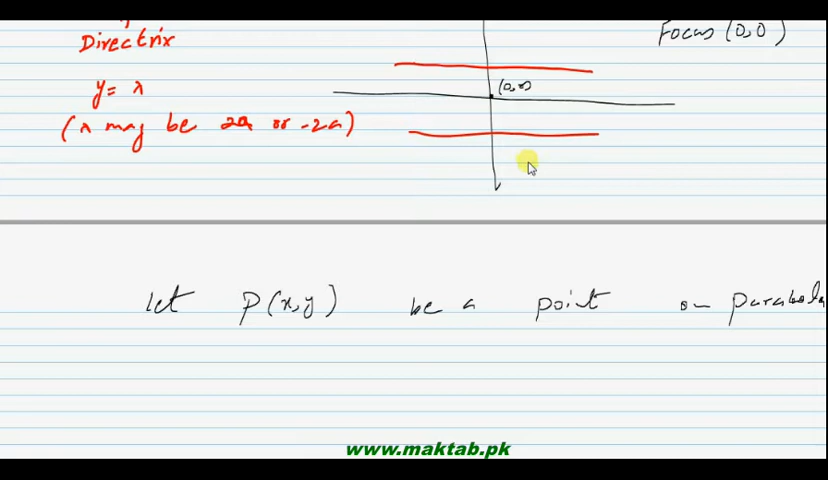 Directrix
Focus (0,0)
y = λ
(0,0)
(λ may be 2a or -2a)
let P(x,y) be a point on parabola
www.maktab.pk